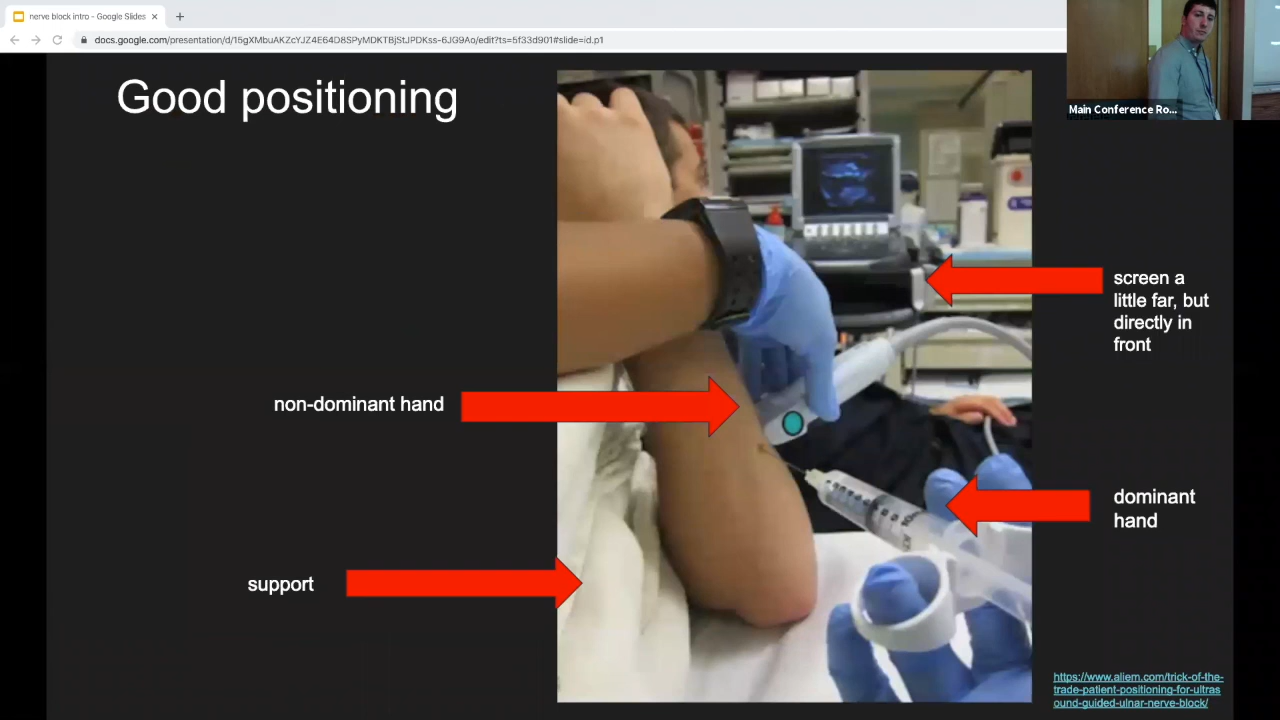 nerve block intro - Google Slides
docs.google.com/presentation/d/15gXMbuAKZcYJZ4E64D8SPyMDKTBjStJPDKss-6JG9Ao/edit?ts=5f33d901#slide=id.p1
Main Conference Ro...
Good positioning
screen a
little far, but
directly in
front
non-dominant hand
dominant
hand
support
https://www.aliem.com/trick-of-the-
trade-patient-positioning-for-ultras
ound-guided-ulnar-nerve-block/